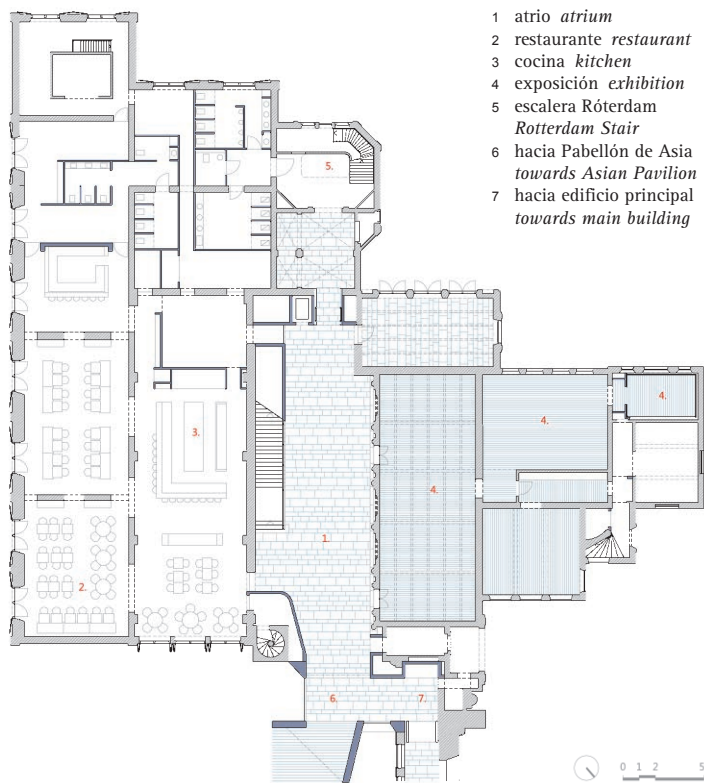 1 atrio atrium
2 restaurante restaurant
3 cocina kitchen
4 exposición exhibition
5 escalera Róterdam
Rotterdam Stair
6 hacia Pabellón de Asia
towards Asian Pavilion
7 hacia edificio principal
towards main building
5.
4.
4.
3.
4.
1.
2.
6.
7.
0 1 2 5